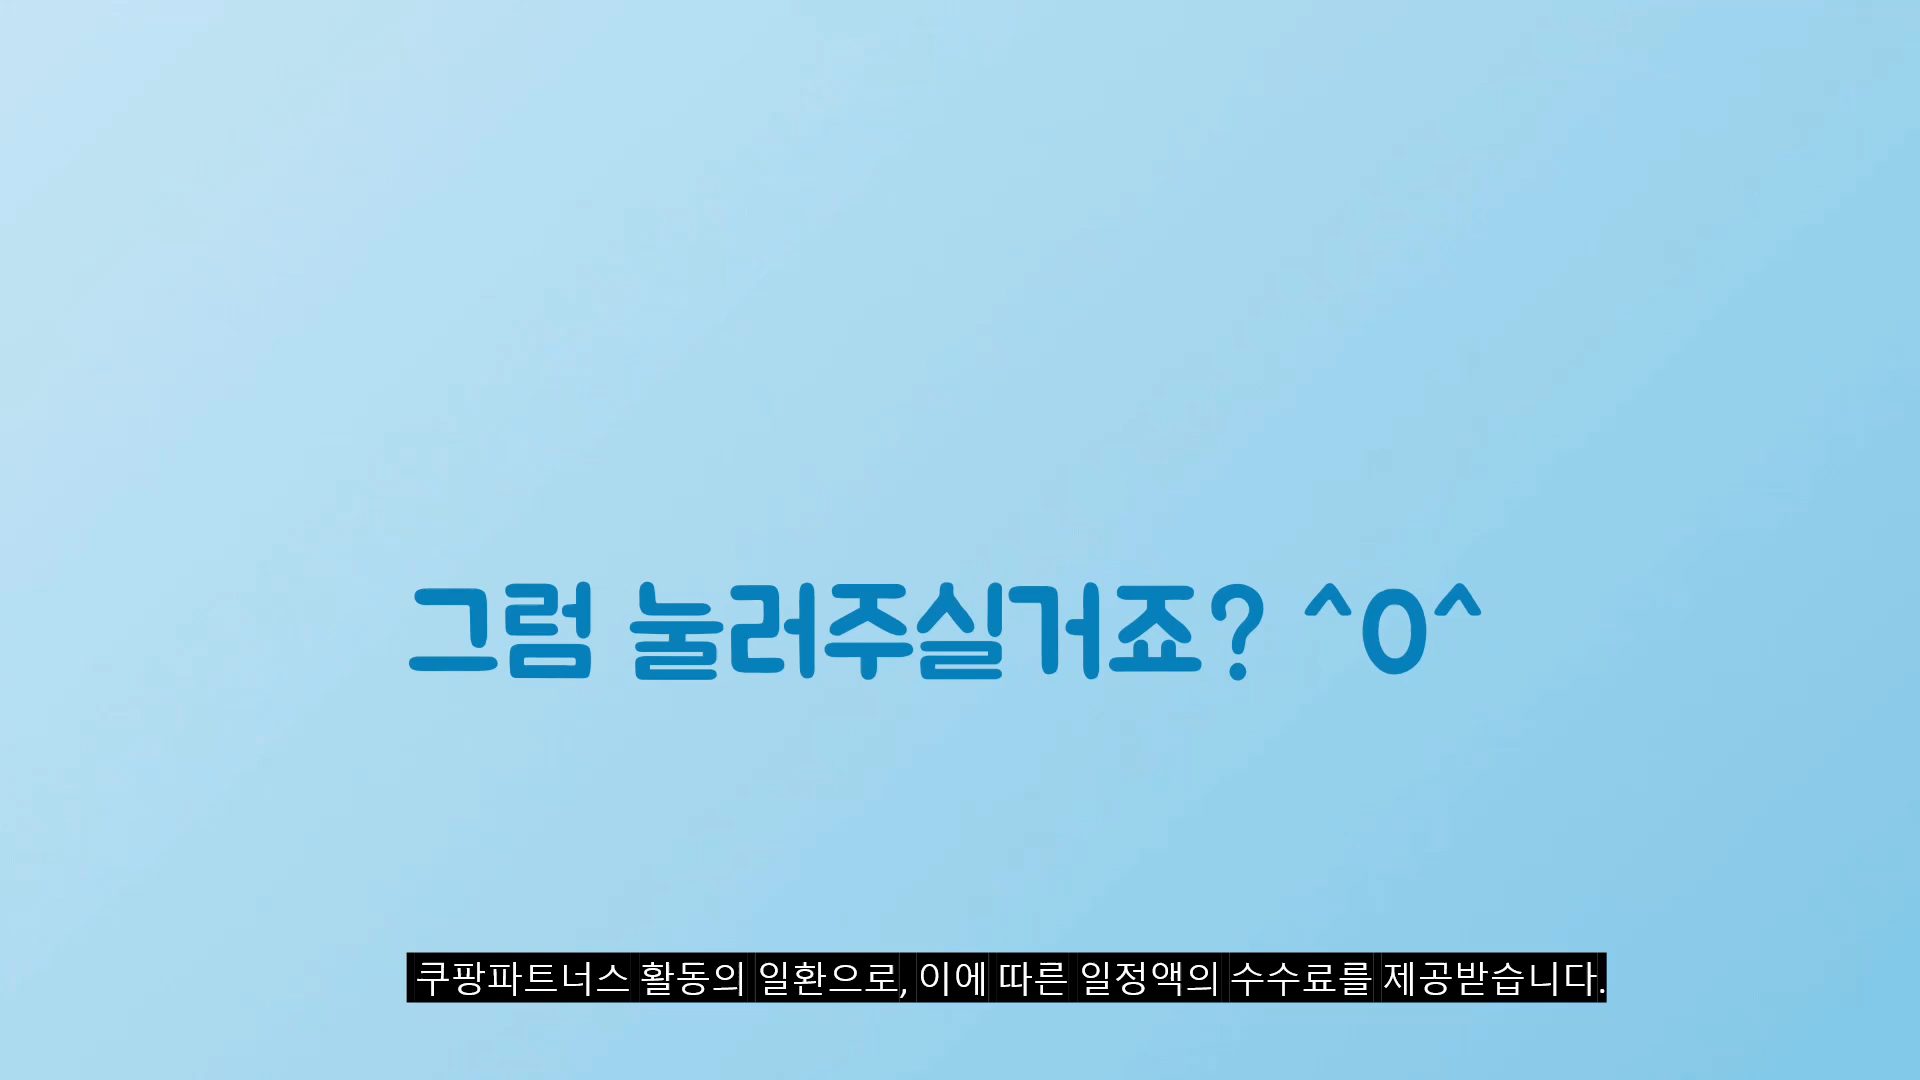 그럼 눌러주실거죠? ^0^
쿠팡파트너스 활동의 일환으로, 이에 따른 일정액의 수수료를 제공받습니다.